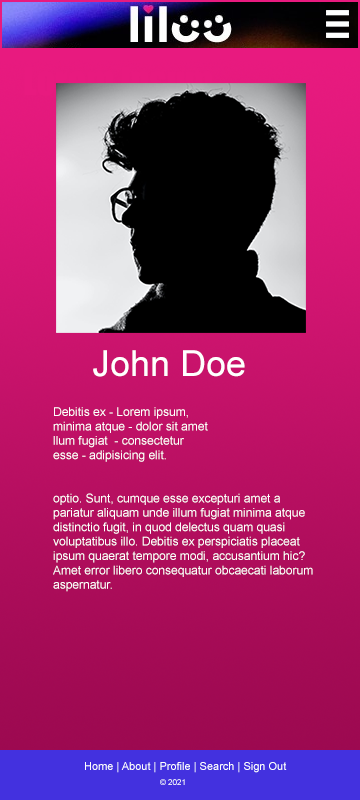 liloo
John Doe
Debitis ex - Lorem ipsum,
minima atque - dolor sit amet
llum fugiat  - consectetur
esse - adipisicing elit.
optio. Sunt, cumque esse excepturi amet a
pariatur aliquam unde illum fugiat minima atque
distinctio fugit, in quod delectus quam quasi
voluptatibus illo. Debitis ex perspiciatis placeat
ipsum quaerat tempore modi, accusantium hic?
Amet error libero consequatur obcaecati laborum
aspernatur.
Home | About | Profile | Search | Sign Out
© 2021